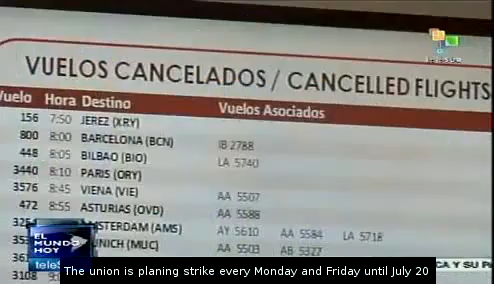 teleSUR
VUELOS CANCELADOS / CANCELLED FLIGHTS
Vuelo Hora Destino Vuelos Asociados
156 7:50 JEREZ (XRY)
800 8:00 BARCELONA (BCN) IB 2788
448 8:05 BILBAO (BIO) LA 5740
3440 8:10 PARIS (ORY)
3576 8:45 VIENA (VIE) AA 5507
472 8:55 ASTURIAS (OVD) AA 5588
AMSTERDAM (AMS) AY 5610 AA 5584 LA 5718
MUNICH (MUC) AA 5503 AB 5327
3108
EL MUNDO HOY
teleS
CA Y SU P
The union is planing strike every Monday and Friday until July 20